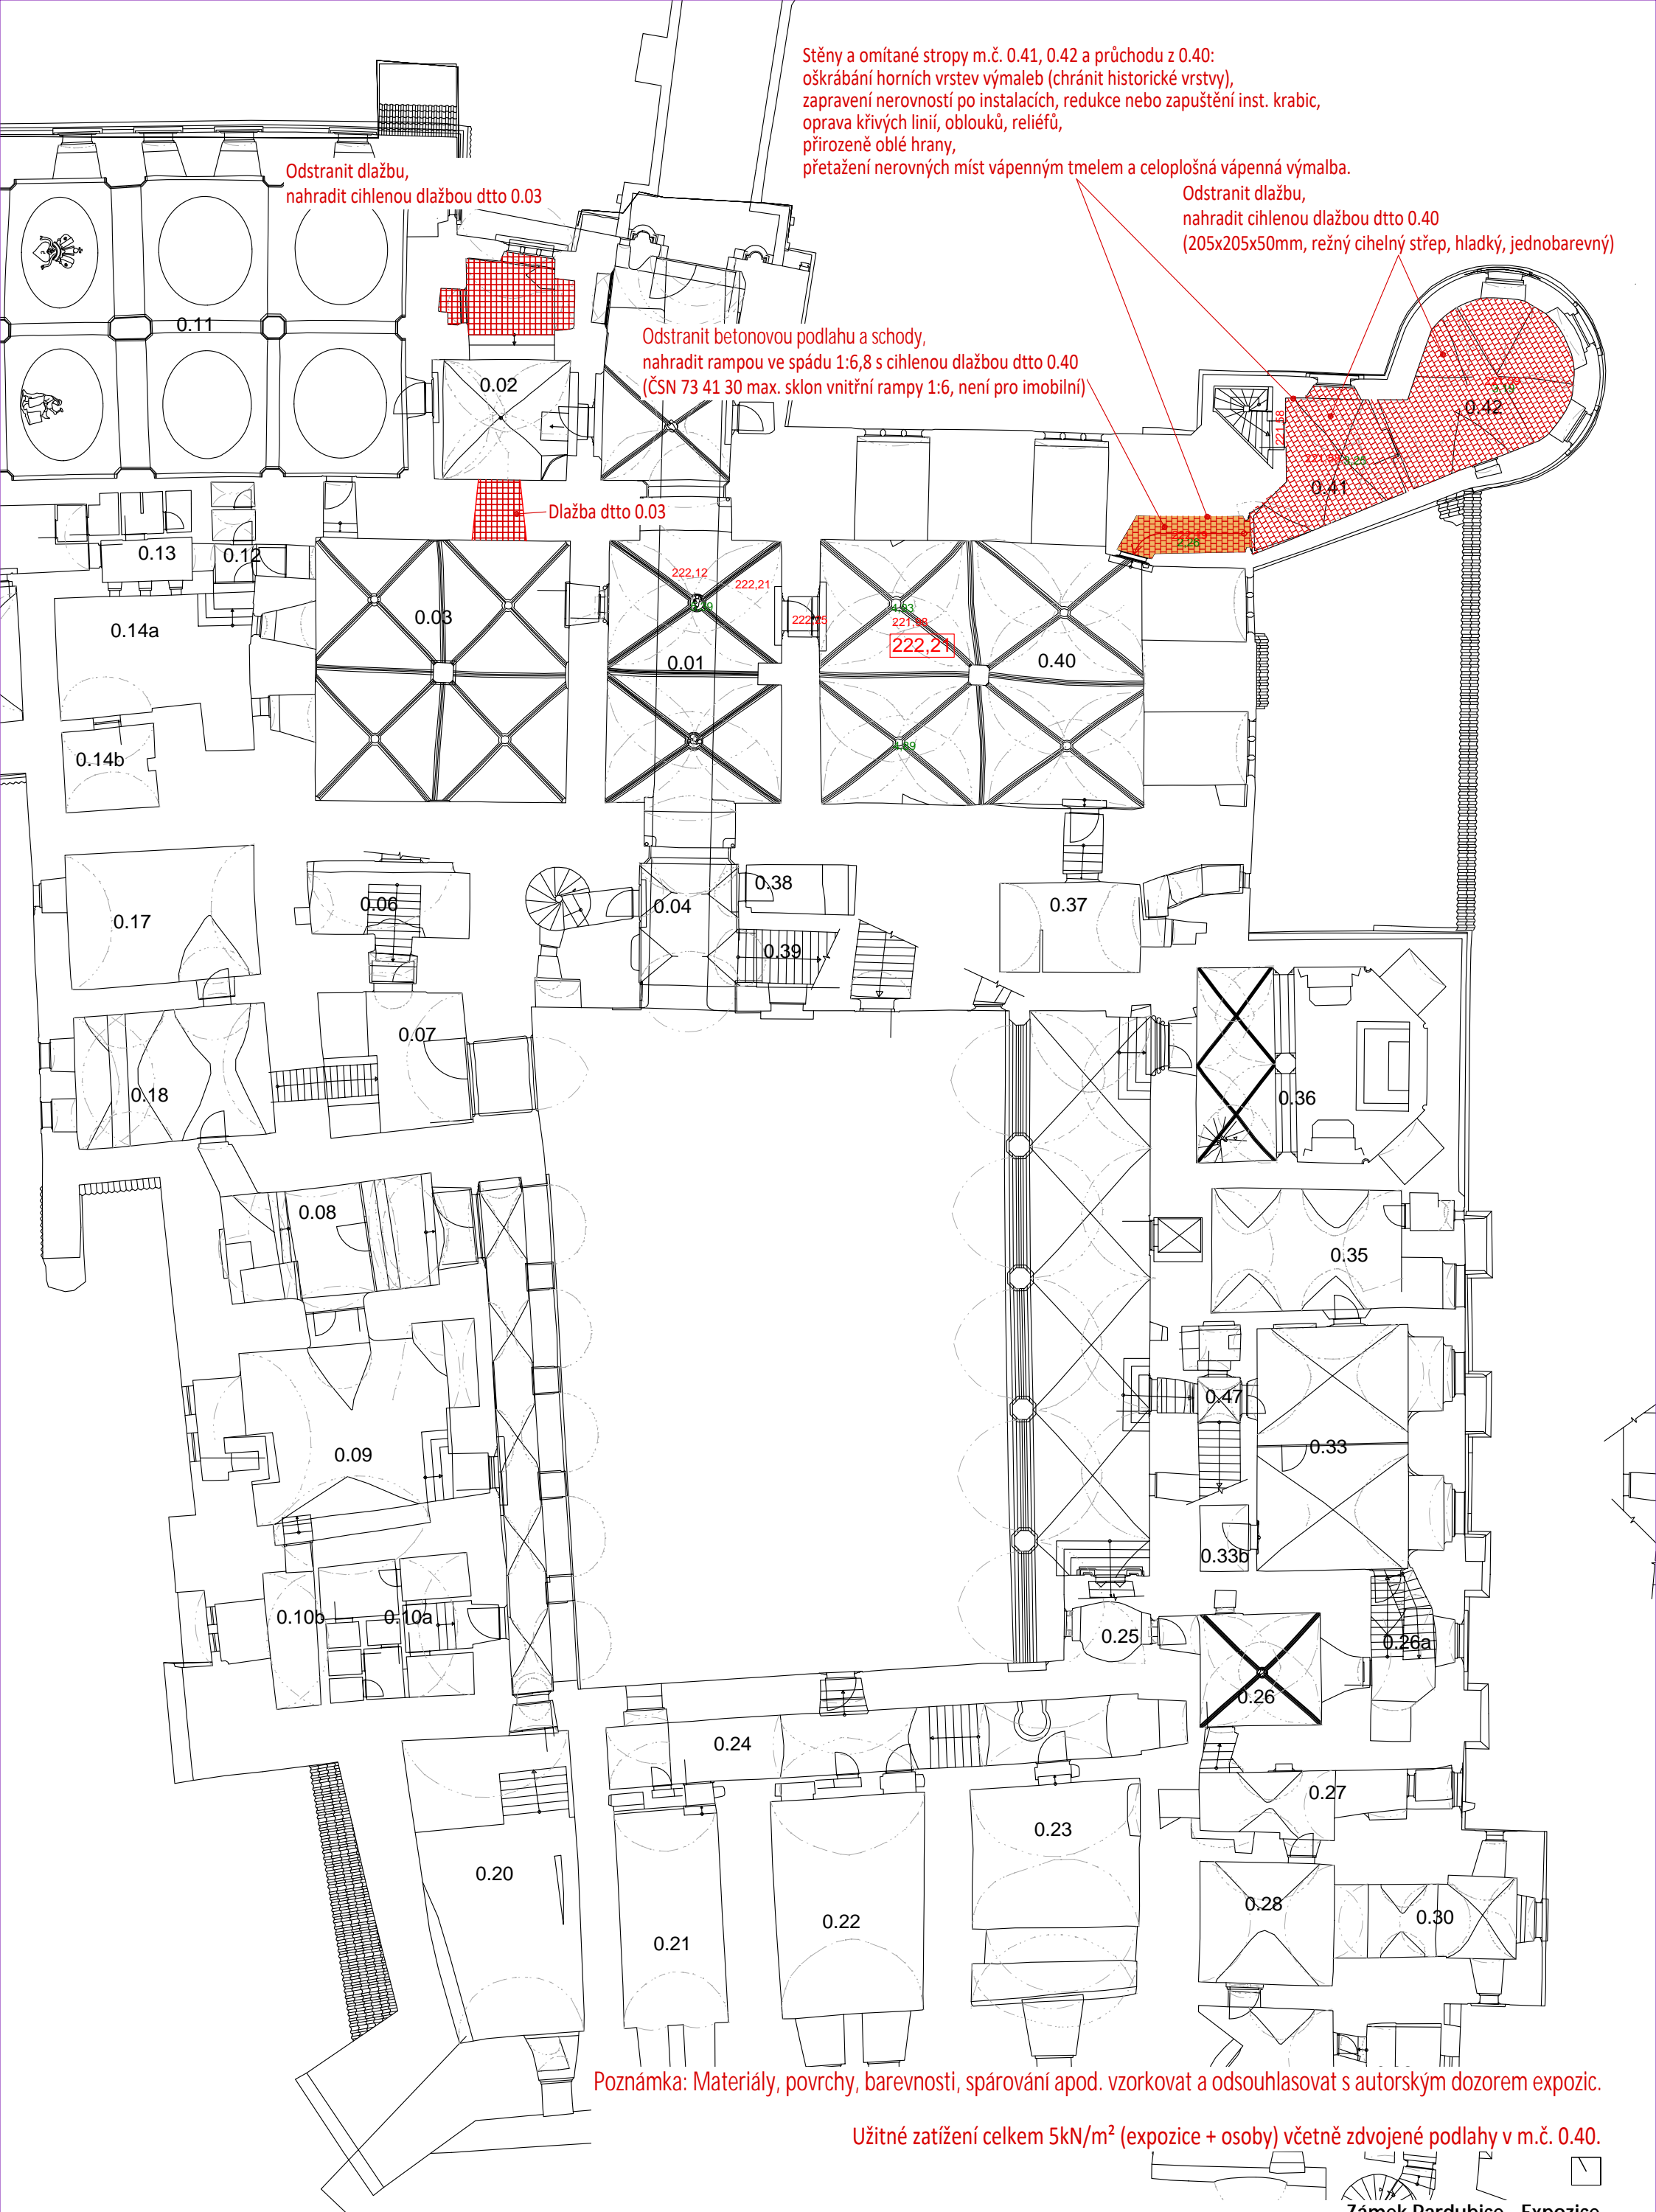 Stěny a omítané stropy m.č. 0.41, 0.42 a průchodu z 0.40:
oškrábání horních vrstev výmaleb (chránit historické vrstvy),
zapravení nerovností po instalacích, redukce nebo zapuštění inst. krabic,
oprava křivých linií, oblouků, reliéfů,
přirozeně oblé hrany,
přetažení nerovných míst vápenným tmelem a celoplošná vápenná výmalba.
Odstranit dlažbu,
nahradit cihlenou dlažbou dtto 0.03
Odstranit dlažbu,
nahradit cihlenou dlažbou dtto 0.40
(205x205x50mm, režný cihelný střep, hladký, jednobarevný)
0.11
Odstranit betonovou podlahu a schody,
nahradit rampou ve spádu 1:6,8 s cihlenou dlažbou dtto 0.40
(ČSN 73 41 30 max. sklon vnitřní rampy 1:6, není pro imobilní)
0.02
0.42
221,58
0.41
Dlažba dtto 0.03
0.13
0.12
222,12
222,21
0.14a
0.03
222,21
0.01
0.40
0.14b
0.38
0.06
0.04
0.37
0.17
0.39
0.07
0.18
0.36
0.08
0.35
0.47
0.09
0.33
0.33b
0.10b
0.10a
0.25
0.26a
0.26
0.24
0.27
0.23
0.20
0.28
0.30
0.22
0.21
Poznámka: Materiály, povrchy, barevnosti, spárování apod. vzorkovat a odsouhlasovat s autorským dozorem expozic.
Užitné zatížení celkem 5kN/m² (expozice + osoby) včetně zdvojené podlahy v m.č. 0.40.
Zámek Pardubice - Expozice